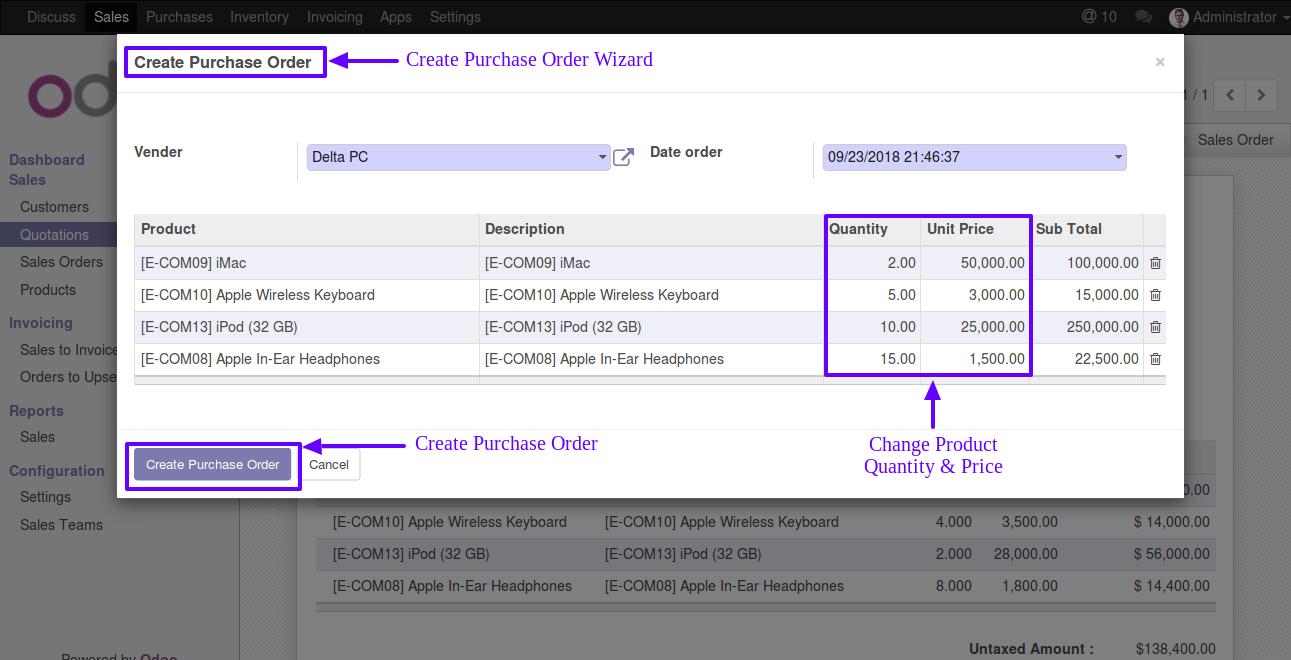 Discuss Sales Purchases Inventory Invoicing Apps Settings @ 10 Administrator
Create Purchase Order
Create Purchase Order Wizard
×
od
1 / 1
Sales Order
Dashboard
Sales
Customers
Quotations
Sales Orders
Products
Invoicing
Sales to Invoice
Orders to Upse
Reports
Sales
Configuration
Settings
Sales Teams
Powered by Odoo
Vender Delta PC Date order 09/23/2018 21:46:37
Product Description Quantity Unit Price Sub Total
[E-COM09] iMac [E-COM09] iMac 2.00 50,000.00 100,000.00
[E-COM10] Apple Wireless Keyboard [E-COM10] Apple Wireless Keyboard 5.00 3,000.00 15,000.00
[E-COM13] iPod (32 GB) [E-COM13] iPod (32 GB) 10.00 25,000.00 250,000.00
[E-COM08] Apple In-Ear Headphones [E-COM08] Apple In-Ear Headphones 15.00 1,500.00 22,500.00
Create Purchase Order
Change Product
Quantity & Price
Create Purchase Order Cancel
0.00
[E-COM10] Apple Wireless Keyboard [E-COM10] Apple Wireless Keyboard 4.000 3,500.00 $ 14,000.00
[E-COM13] iPod (32 GB) [E-COM13] iPod (32 GB) 2.000 28,000.00 $ 56,000.00
[E-COM08] Apple In-Ear Headphones [E-COM08] Apple In-Ear Headphones 8.000 1,800.00 $ 14,400.00
Untaxed Amount : $138,400.00